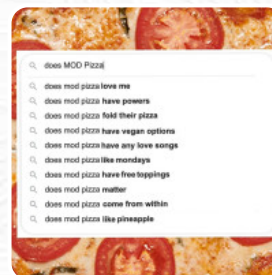 does MOD Pizza
does mod pizza love me
does mod pizza have powers
does mod pizza fold their pizza
does mod pizza have vegan options
does mod pizza have any love songs
does mod pizza like mondays
does mod pizza have free toppings
does mod pizza matter
does mod pizza come from within
does mod pizza like pineapple